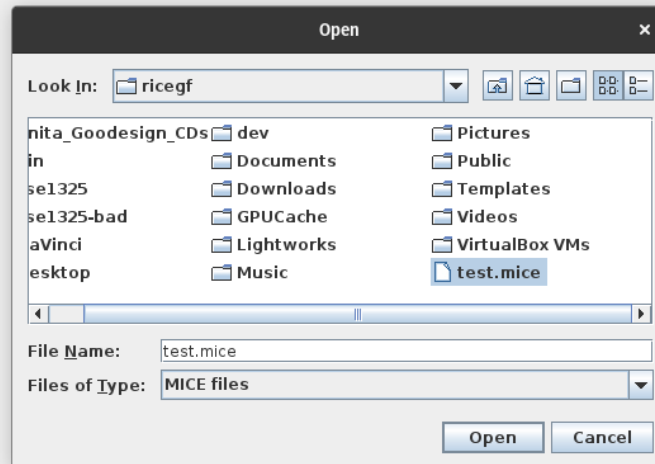 Open ×
Look In: ricegf
nita_Goodesign_CDs dev Pictures
in Documents Public
se1325 Downloads Templates
se1325-bad GPUCache Videos
aVinci Lightworks VirtualBox VMs
esktop Music test.mice
File Name: test.mice
Files of Type: MICE files
Open Cancel